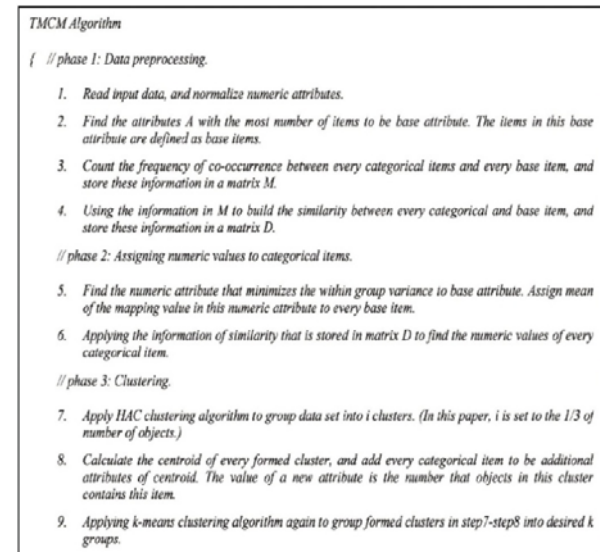 TMCM Algorithm
{ // phase 1: Data preprocessing.
1. Read input data, and normalize numeric attributes.
2. Find the attributes A with the most number of items to be base attribute. The items in this base
attribute are defined as base items.
3. Count the frequency of co-occurrence between every categorical items and every base item, and
store these information in a matrix M.
4. Using the information in M to build the similarity between every categorical and base item, and
store these information in a matrix D.
// phase 2: Assigning numeric values to categorical items.
5. Find the numeric attribute that minimizes the within group variance to base attribute. Assign mean
of the mapping value in this numeric attribute to every base item.
6. Applying the information of similarity that is stored in matrix D to find the numeric values of every
categorical item.
// phase 3: Clustering.
7. Apply HAC clustering algorithm to group data set into i clusters. (In this paper, i is set to the 1/3 of
number of objects.)
8. Calculate the centroid of every formed cluster, and add every categorical item to be additional
attributes of centroid. The value of a new attribute is the number that objects in this cluster
contains this item.
9. Applying k-means clustering algorithm again to group formed clusters in step7-step8 into desired k
groups.